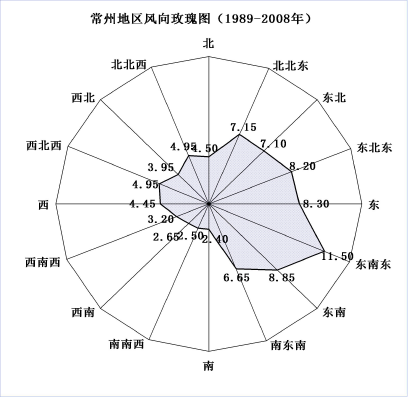 常州地区风向玫瑰图（1989-2008年）
北
北北西
北北东
西北
东北
4.95
4.50
7.15
7.10
西北西
东北东
3.95
8.20
4.95
西
4.45
8.30
东
3.20
2.65
2.50
2.40
西南西
11.50
东南东
6.65
8.85
西南
东南
南南西
南东南
南